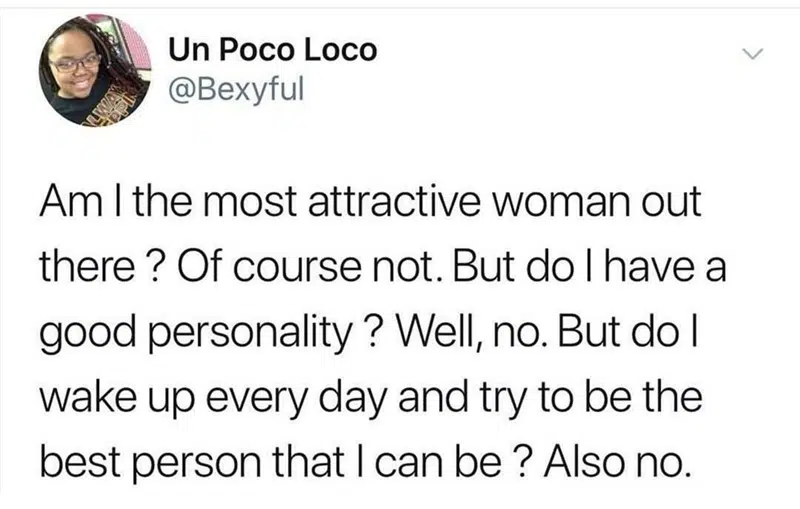 Un Poco Loco
@Bexyful
Am I the most attractive woman out
there ? Of course not. But do I have a
good personality ? Well, no. But do I
wake up every day and try to be the
best person that I can be ? Also no.